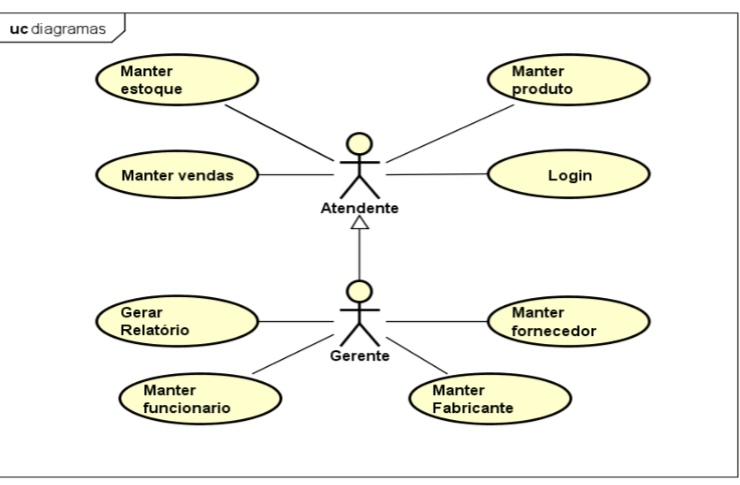 uc diagramas
Manter
estoque
Manter
produto
Manter vendas
Login
Atendente
Gerar
Relatório
Manter
fornecedor
Gerente
Manter
funcionario
Manter
Fabricante